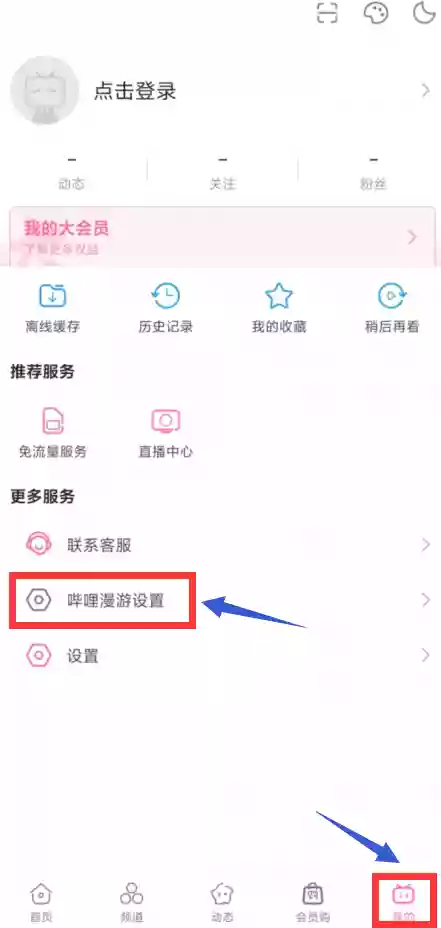 点击登录
- - -
动态 关注 粉丝
我的大会员
了解更多权益
离线缓存 历史记录 我的收藏 稍后再看
推荐服务
免流量服务 直播中心
更多服务
联系客服
哔哩漫游设置
设置
首页 频道 动态 会员购 我的